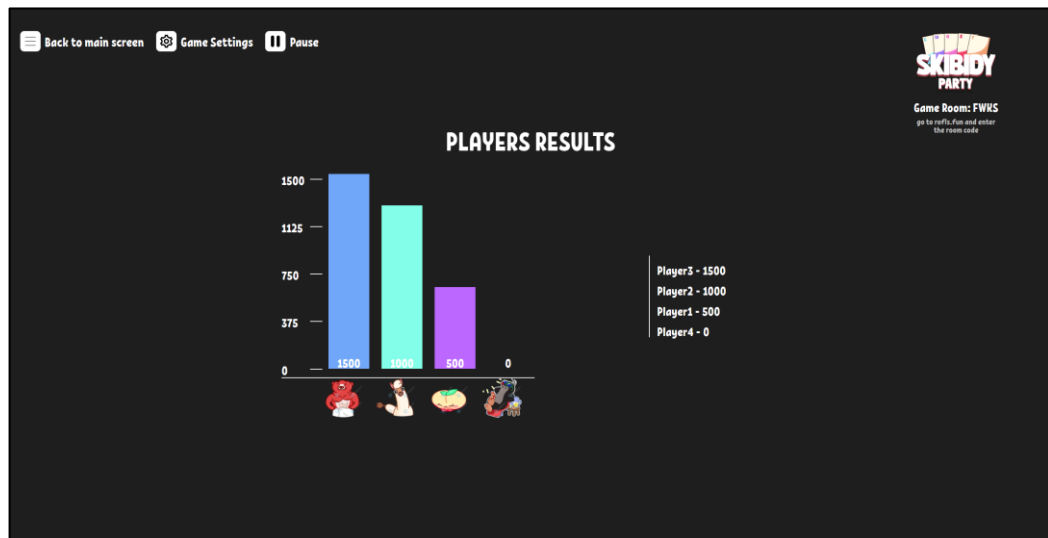 Back to main screen
Game Settings
Pause
SKIBIDY
PARTY
Game Room: FWKS
go to rofls.fun and enter
the room code
PLAYERS RESULTS
1500
1125
750
375
0
1500
1000
500
0
Player3 - 1500
Player2 - 1000
Player1 - 500
Player4 - 0